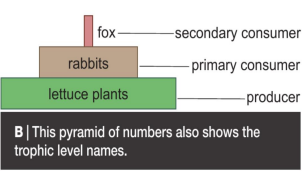 fox secondary consumer
rabbits primary consumer
lettuce plants producer
B | This pyramid of numbers also shows the
trophic level names.